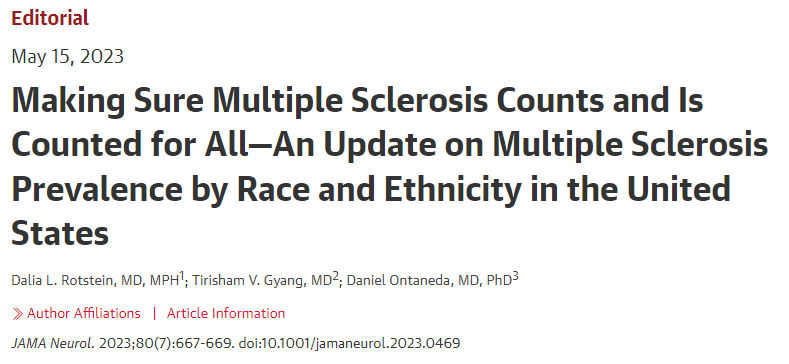 Editorial
May 15, 2023
Making Sure Multiple Sclerosis Counts and Is
Counted for All—An Update on Multiple Sclerosis
Prevalence by Race and Ethnicity in the United
States
Dalia L. Rotstein, MD, MPH1; Tirisham V. Gyang, MD2; Daniel Ontaneda, MD, PhD3
Author Affiliations | Article Information
JAMA Neurol. 2023;80(7):667-669. doi:10.1001/jamaneurol.2023.0469